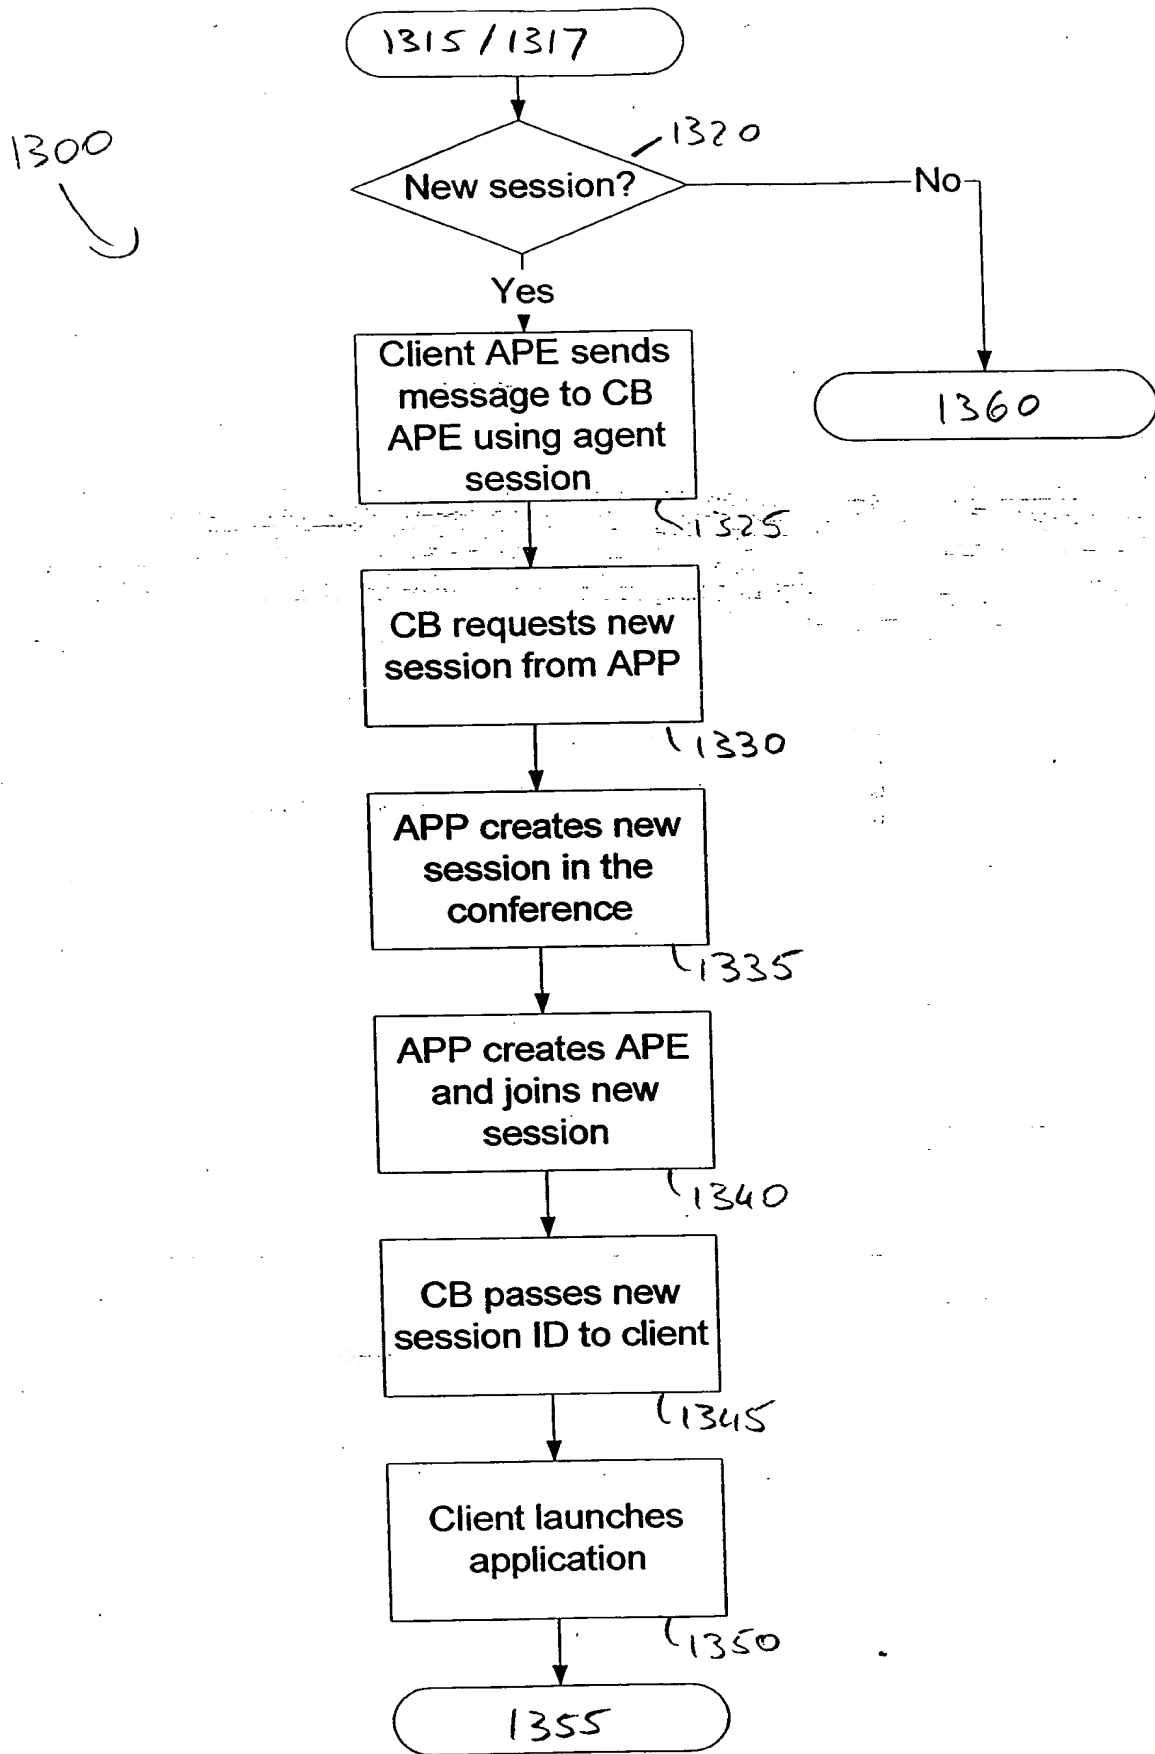 1315 / 1317
1300
1320
New session?
No
Yes
Client APE sends
message to CB
APE using agent
session
1360
1325
CB requests new
session from APP
1330
APP creates new
session in the
conference
1335
APP creates APE
and joins new
session
1340
CB passes new
session ID to client
1345
Client launches
application
1350
1355